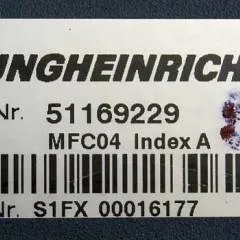 UNGHEINRICH
Nr. 51169229
MFC04 Index A
Nr. S1FX 00016177